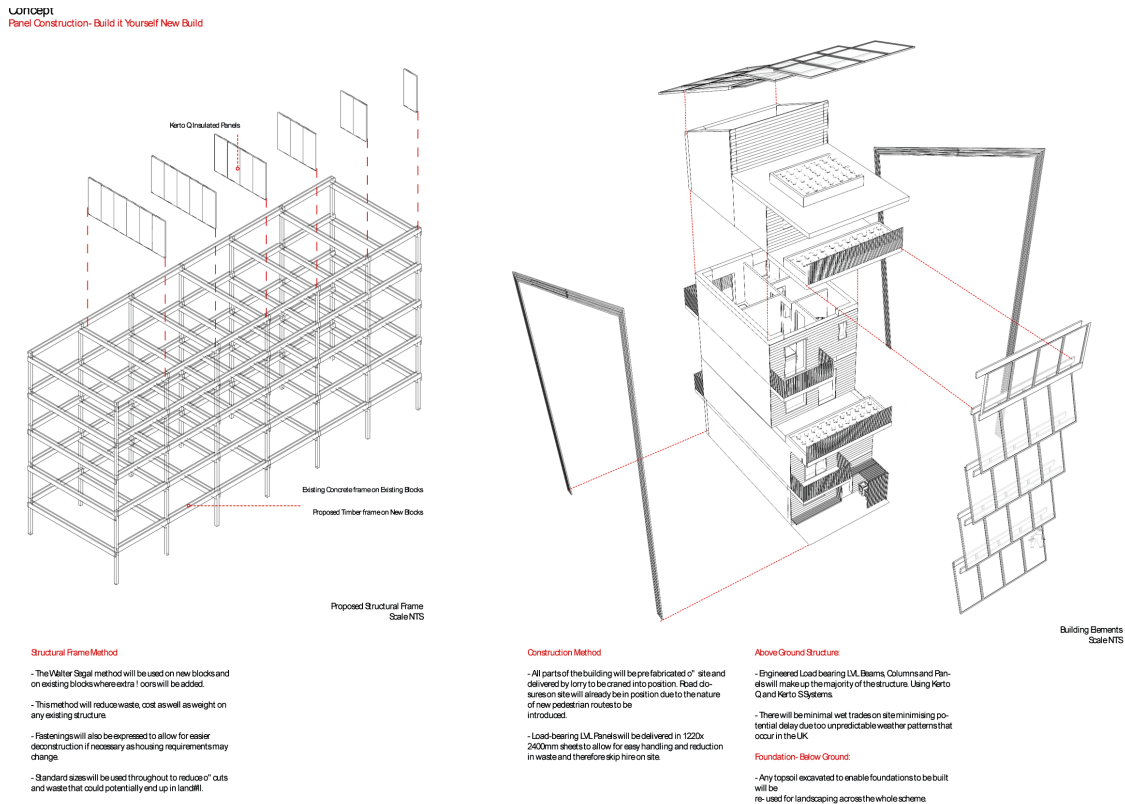 Concept
Panel Construction- Build it Yourself New Build
Kerto Q Insulated Panels
Existing Concrete frame on Existing Blocks
Proposed Timber frame on New Blocks
Proposed Structural Frame
Scale NTS
Building Elements
Scale NTS
Structural Frame Method
- The Walter Segal method will be used on new blocks and
on existing blocks where extra ! oors will be added.
- This method will reduce waste, cost as well as weight on
any existing structure.
- Fastenings will also be expressed to allow for easier
deconstruction if necessary as housing requirements may
change.
- Standard sizes will be used throughout to reduce o" cuts
and waste that could potentially end up in land#ll.
Construction Method
- All parts of the building will be pre fabricated o" site and
delivered by lorry to be craned into position. Road clo-
sures on site will already be in position due to the nature
of new pedestrian routes to be
introduced.
- Load-bearing LVL Panels will be delivered in 1220x
2400mm sheets to allow for easy handling and reduction
in waste and therefore skip hire on site.
Above Ground Structure:
- Engineered Load bearing LVL Beams, Columns and Pan-
els will make up the majority of the structure. Using Kerto
Q and Kerto S Systems.
- There will be minimal wet trades on site minimising po-
tential delay due too unpredictable weather patterns that
occur in the UK
Foundation- Below Ground:
- Any topsoil excavated to enable foundations to be built
will be
re- used for landscaping across the whole scheme.